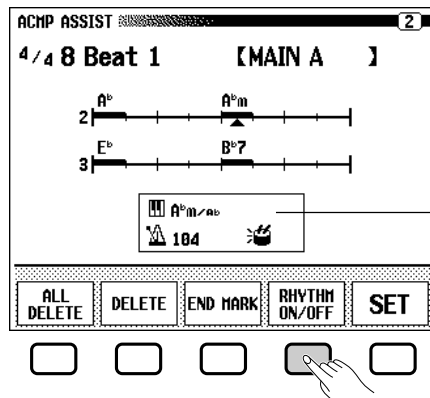 ACMP ASSIST 2
4/4 8 Beat 1 【MAIN A 】
A♭ A♭m
2
E♭ B♭7
3
A♭m/A♭
104
ALL DELETE
DELETE
END MARK
RHYTHM ON/OFF
SET